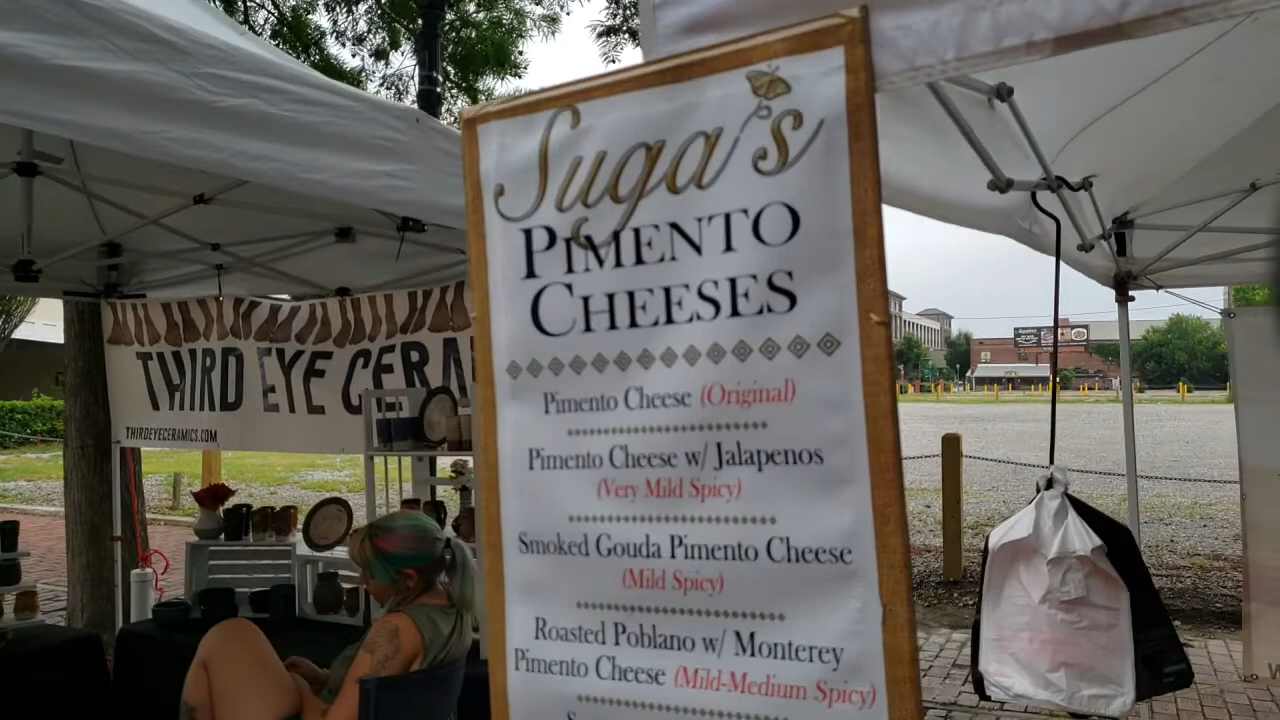 Suga's
PIMENTO
CHEESES
Pimento Cheese (Original)
Pimento Cheese w/ Jalapenos
(Very Mild Spicy)
Smoked Gouda Pimento Cheese
(Mild Spicy)
Roasted Poblano w/ Monterey
Pimento Cheese (Mild-Medium Spicy)
THIRD EYE CERA
THIRDEYECERAMICS.COM